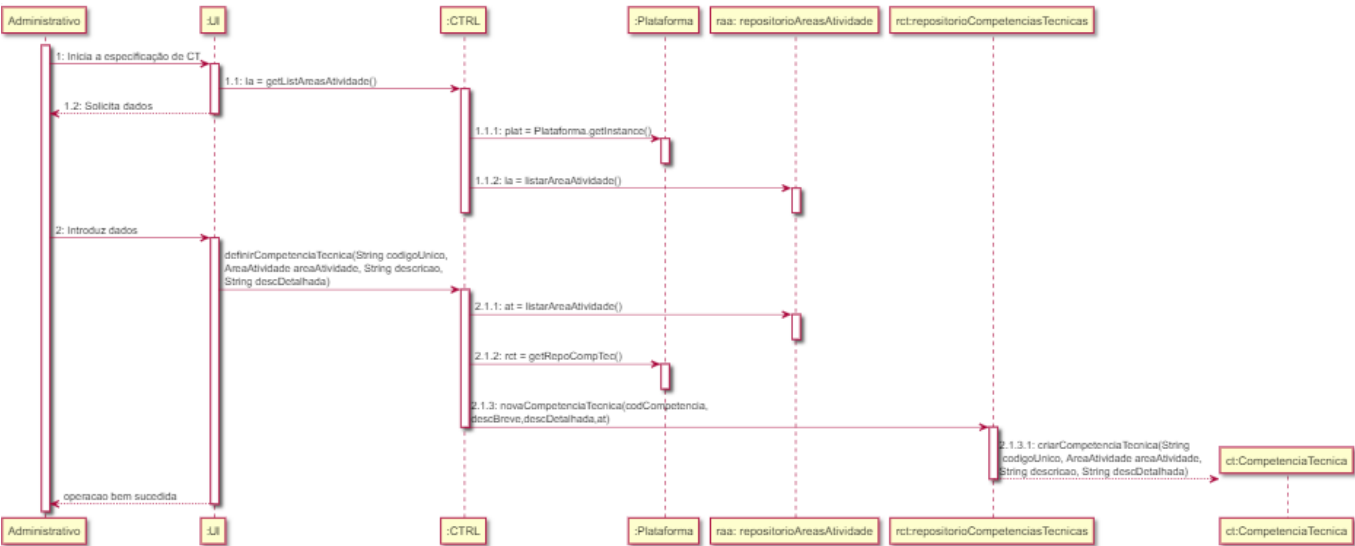 Administrativo
:UI
:CTRL
:Plataforma
raa: repositorioAreasAtividade
rct:repositorioCompetenciasTecnicas
1: Inicia a especificação de CT
1.1: la = getListAreasAtividade()
1.2: Solicita dados
1.1.1: plat = Plataforma.getInstance()
1.1.2: la = listarAreaAtividade()
2: Introduz dados
definirCompetenciaTecnica(String codigoUnico,
AreaAtividade areaAtividade, String descricao,
String descDetalhada)
2.1.1: at = listarAreaAtividade()
2.1.2: rct = getRepoCompTec()
2.1.3: novaCompetenciaTecnica(codCompetencia,
descBreve,descDetalhada,at)
2.1.3.1: criarCompetenciaTecnica(String
codigoUnico, AreaAtividade areaAtividade,
String descricao, String descDetalhada)
ct:CompetenciaTecnica
operacao bem sucedida
Administrativo
:UI
:CTRL
:Plataforma
raa: repositorioAreasAtividade
rct:repositorioCompetenciasTecnicas
ct:CompetenciaTecnica